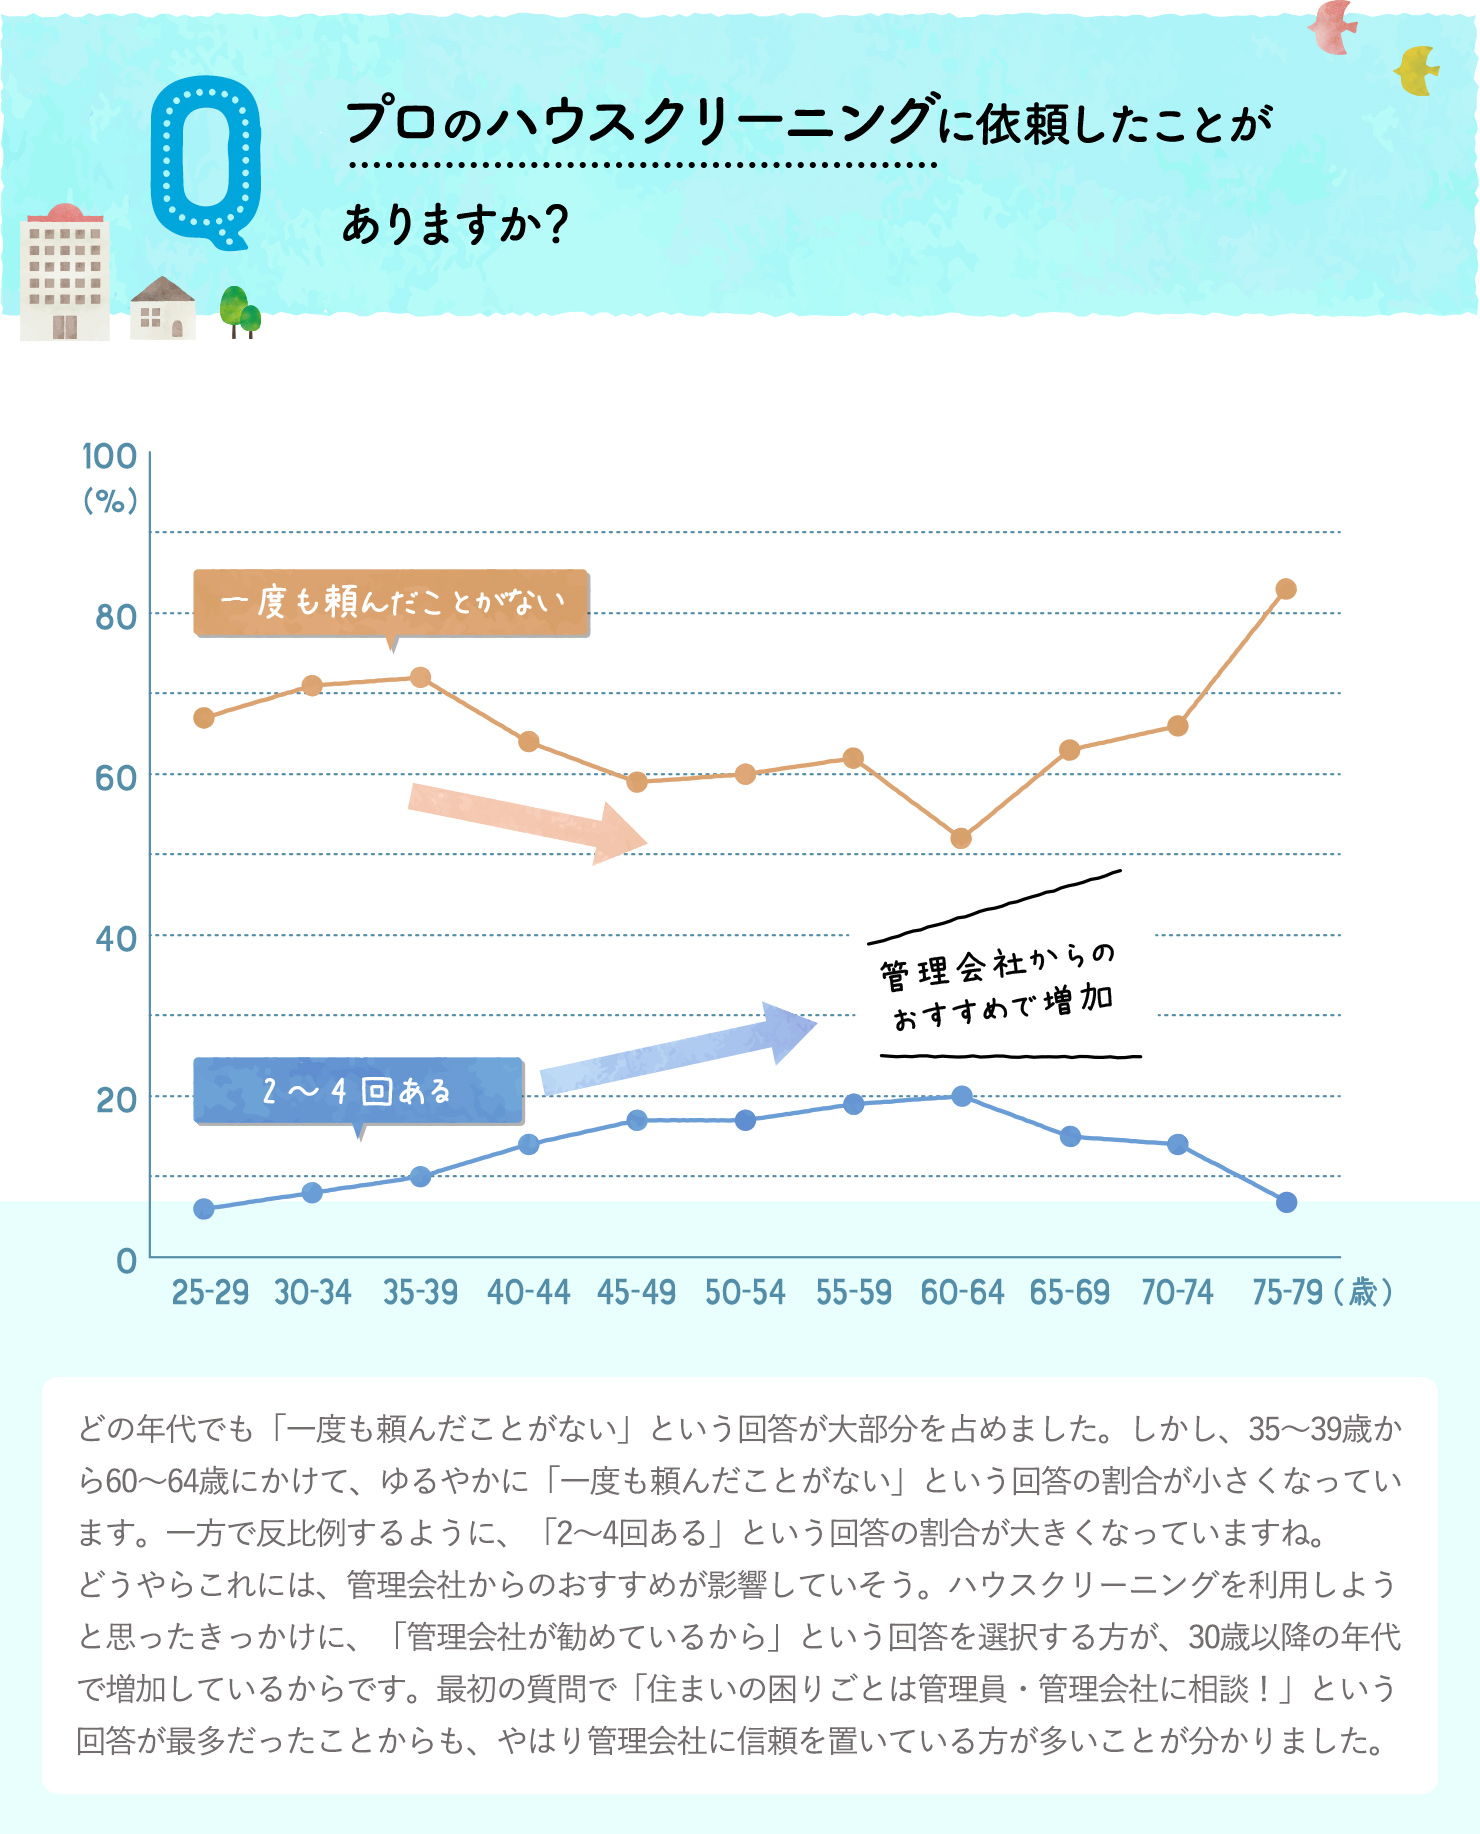 Q
プロのハウスクリーニングに依頼したことが
ありますか?
100
(%)
80
60
40
20
0
一度も頼んだことがない
管理会社からの
おすすめで増加
2〜4回ある
25-29 30-34 35-39 40-44 45-49 50-54 55-59 60-64 65-69 70-74 75-79(歳)
どの年代でも「一度も頼んだことがない」という回答が大部分を占めました。しかし、35〜39歳か
ら60〜64歳にかけて、ゆるやかに「一度も頼んだことがない」という回答の割合が小さくなってい
ます。一方で反比例するように、「2〜4回ある」という回答の割合が大きくなっていますね。
どうやらこれには、管理会社からのおすすめが影響していそう。ハウスクリーニングを利用しよう
と思ったきっかけに、「管理会社が勧めているから」という回答を選択する方が、30歳以降の年代
で増加しているからです。最初の質問で「住まいの困りごとは管理員・管理会社に相談!」という
回答が最多だったことからも、やはり管理会社に信頼を置いている方が多いことが分かりました。